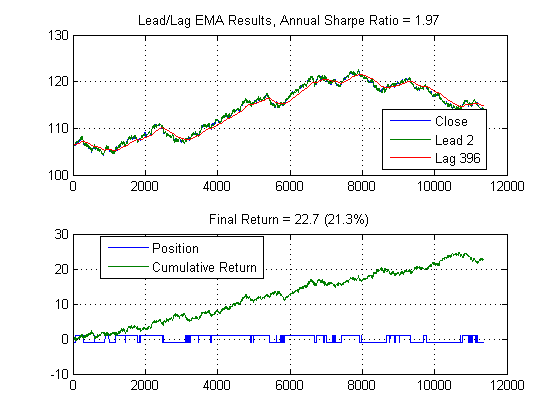 Lead/Lag EMA Results, Annual Sharpe Ratio = 1.97
130
120
110
100
Close
Lead 2
Lag 396
0 2000 4000 6000 8000 10000 12000
Final Return = 22.7 (21.3%)
30
20
10
0
-10
Position
Cumulative Return
0 2000 4000 6000 8000 10000 12000